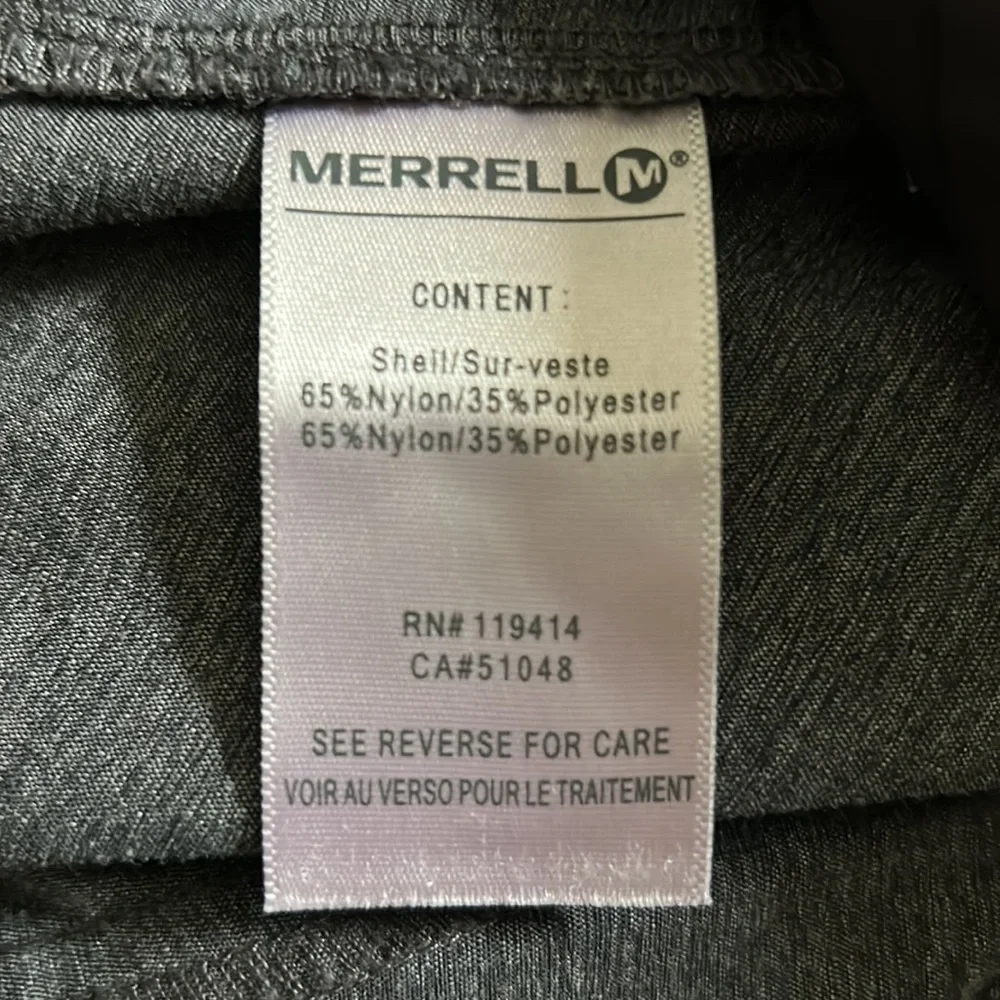 MERRELL M®
CONTENT:
Shell/Sur-veste
65%Nylon/35%Polyester
65%Nylon/35%Polyester
RN# 119414
CA#51048
SEE REVERSE FOR CARE
VOIR AU VERSO POUR LE TRAITEMENT